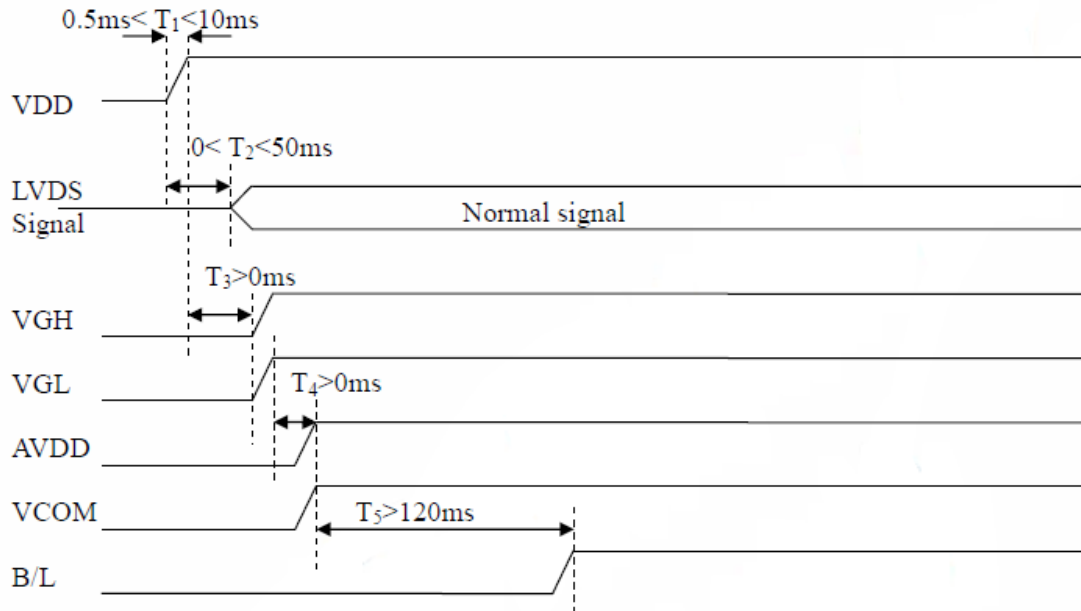 0.5ms< T₁<10ms
VDD
0< T₂<50ms
LVDS
Signal
Normal signal
T₃>0ms
VGH
VGL
T₄>0ms
AVDD
VCOM
T₅>120ms
B/L